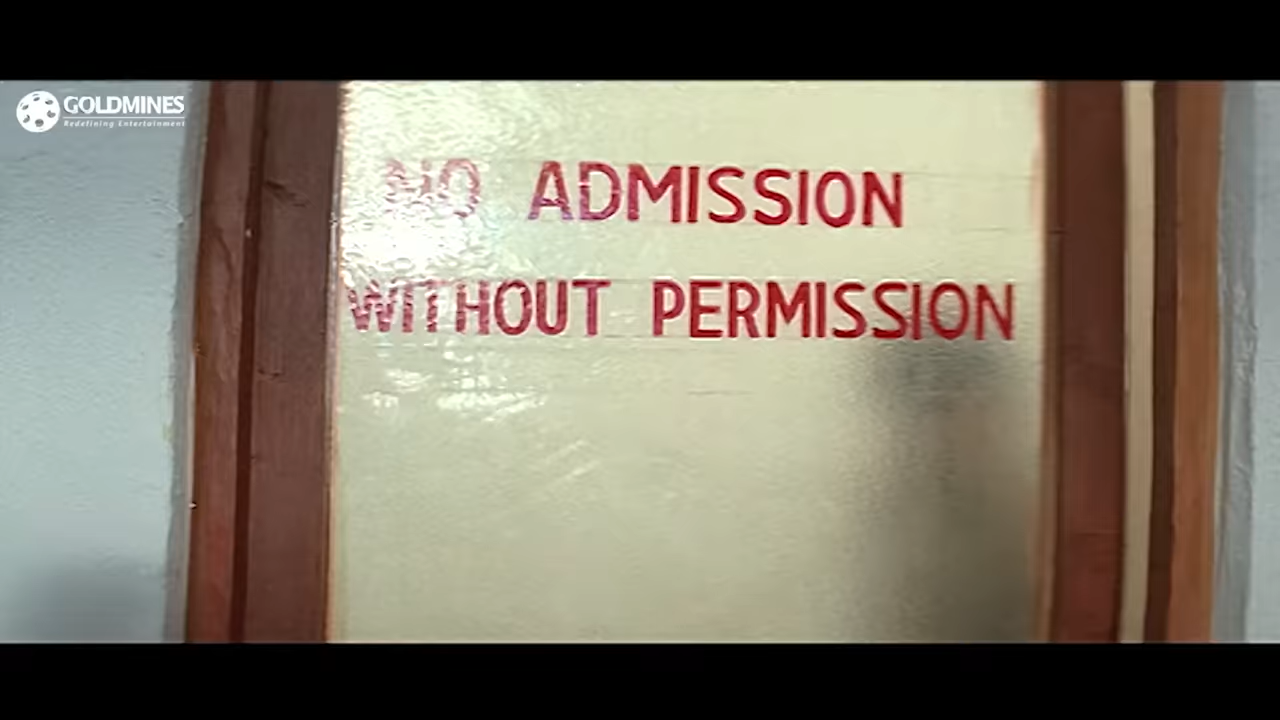 GOLDMINES
Redefining Entertainment
NO ADMISSION
WITHOUT PERMISSION